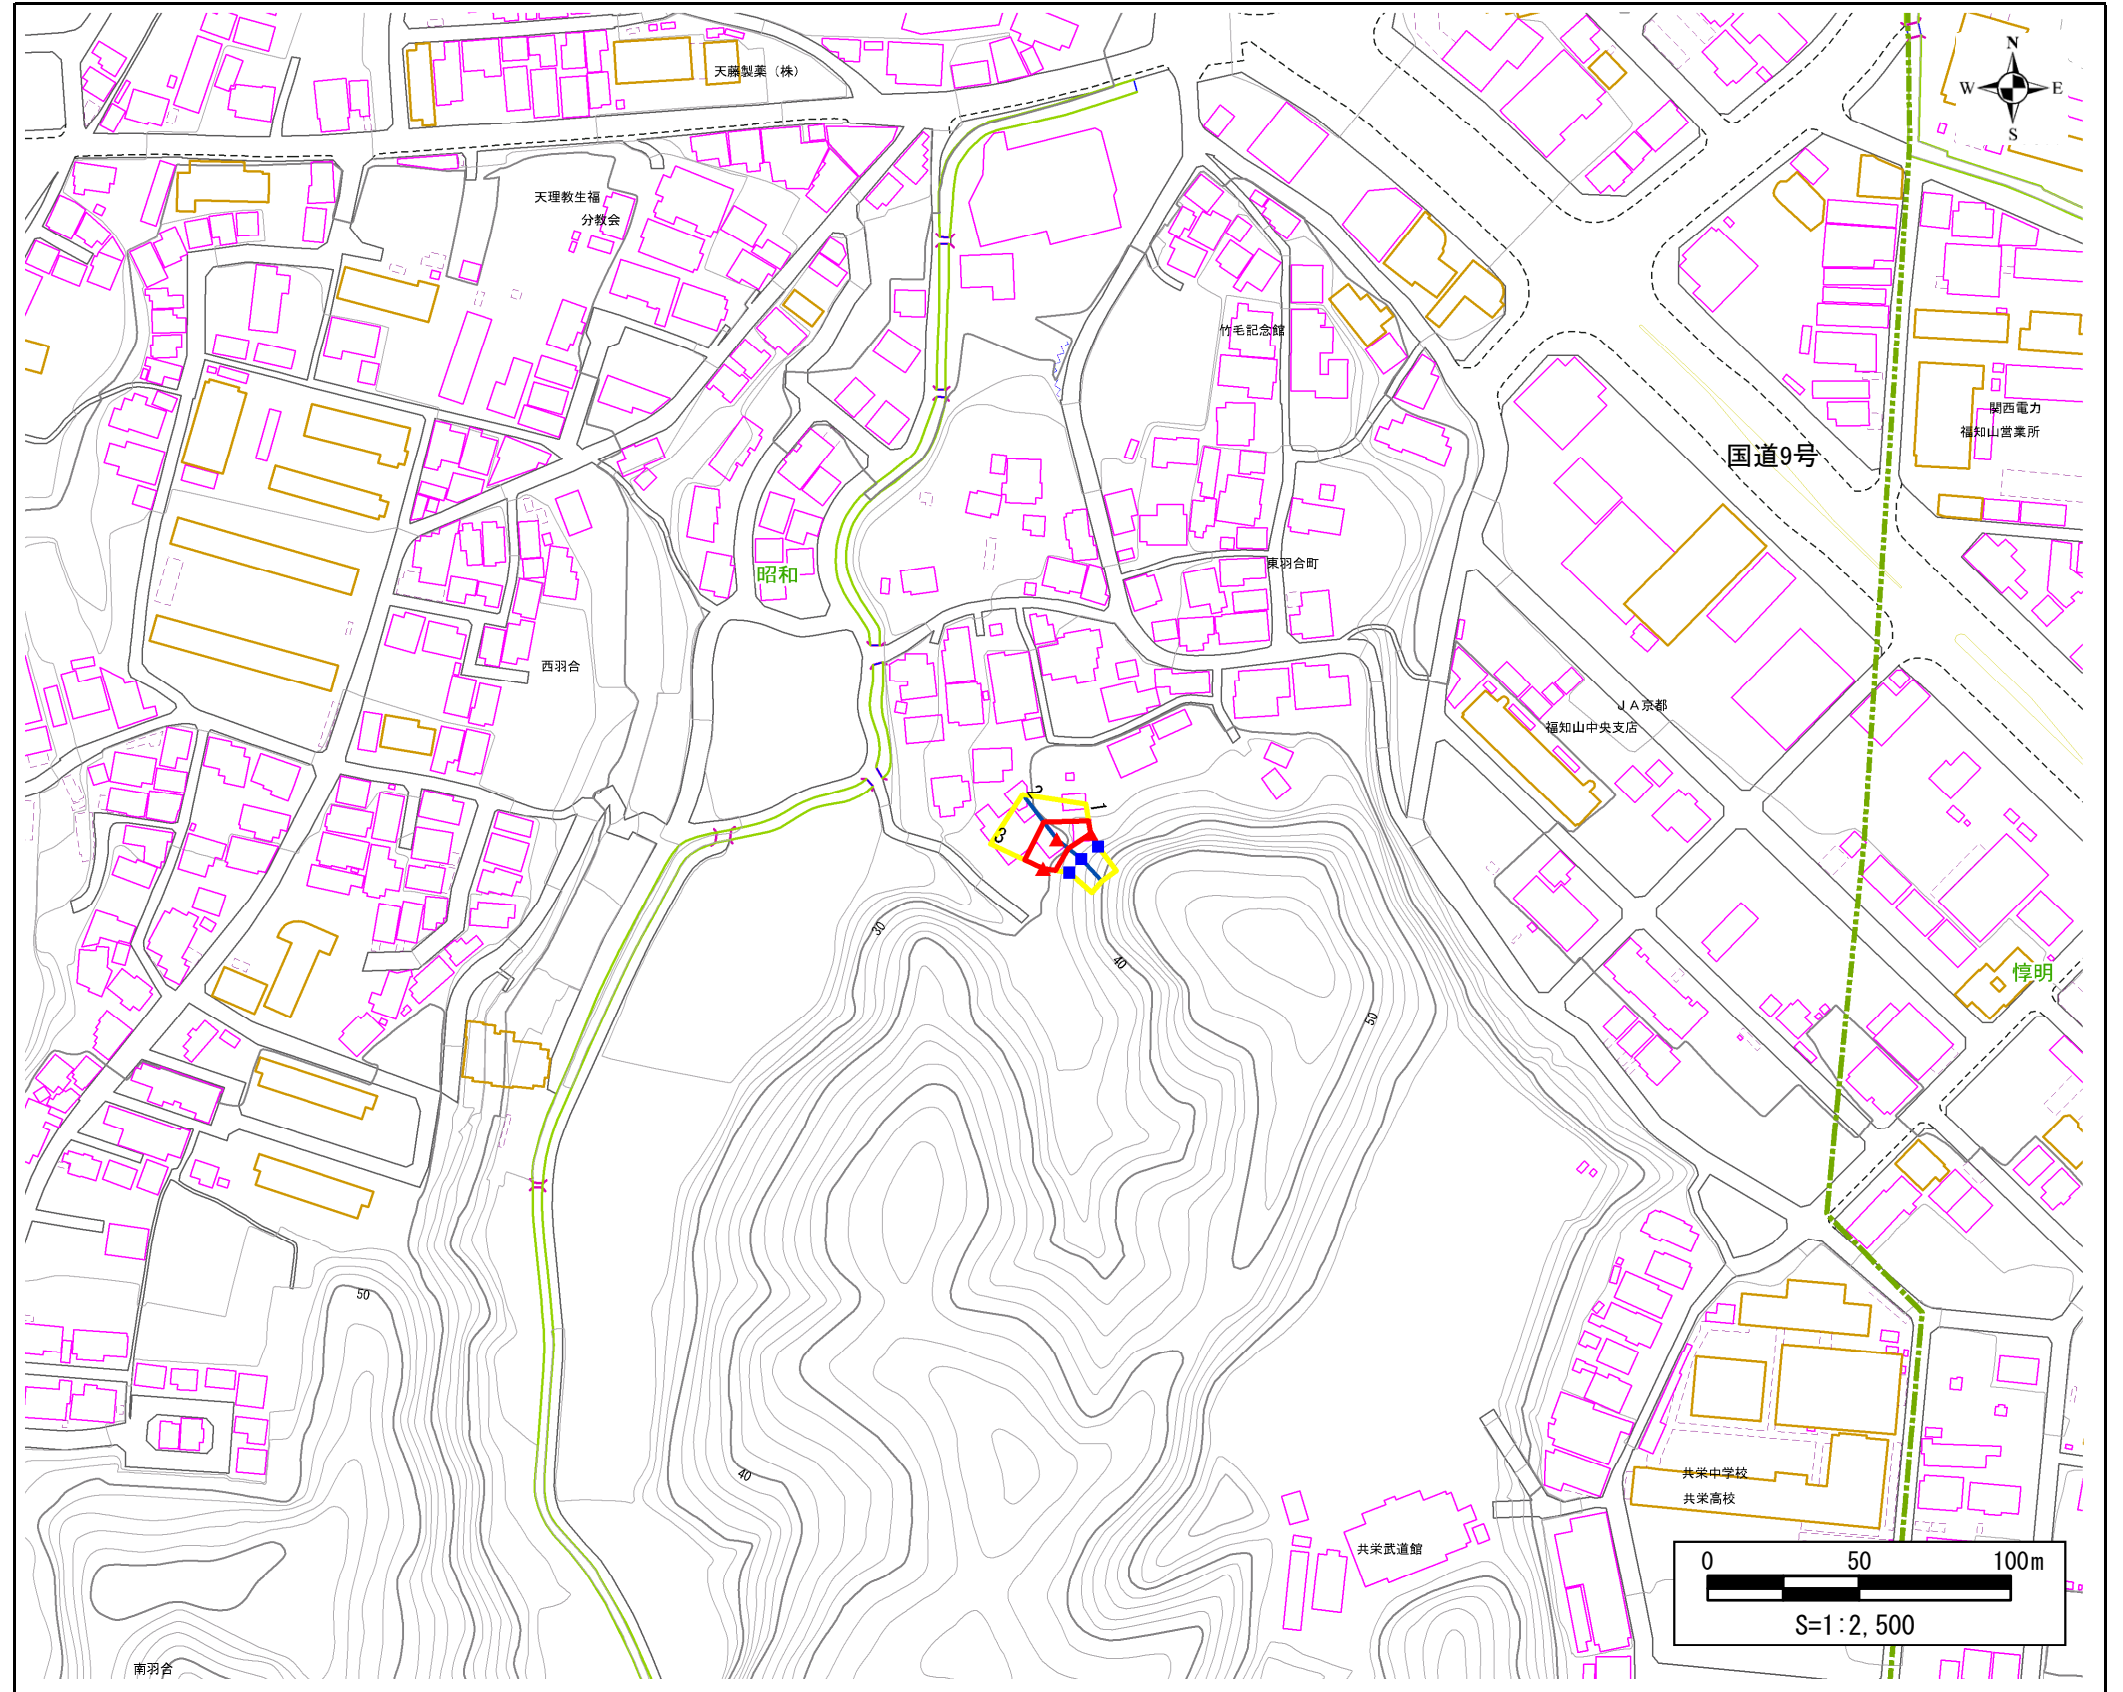 天藤製薬（株）
N
W E
S
天理教生福
分教会
竹毛記念館
関西電力
福知山営業所
国道9号
東羽合町
昭和
西羽合
ＪＡ京都
福知山中央支店
2
1
3
30
40
惇明
50
50
40
共栄中学校
共栄高校
共栄武道館
0 50 100m
S=1:2,500
南羽合